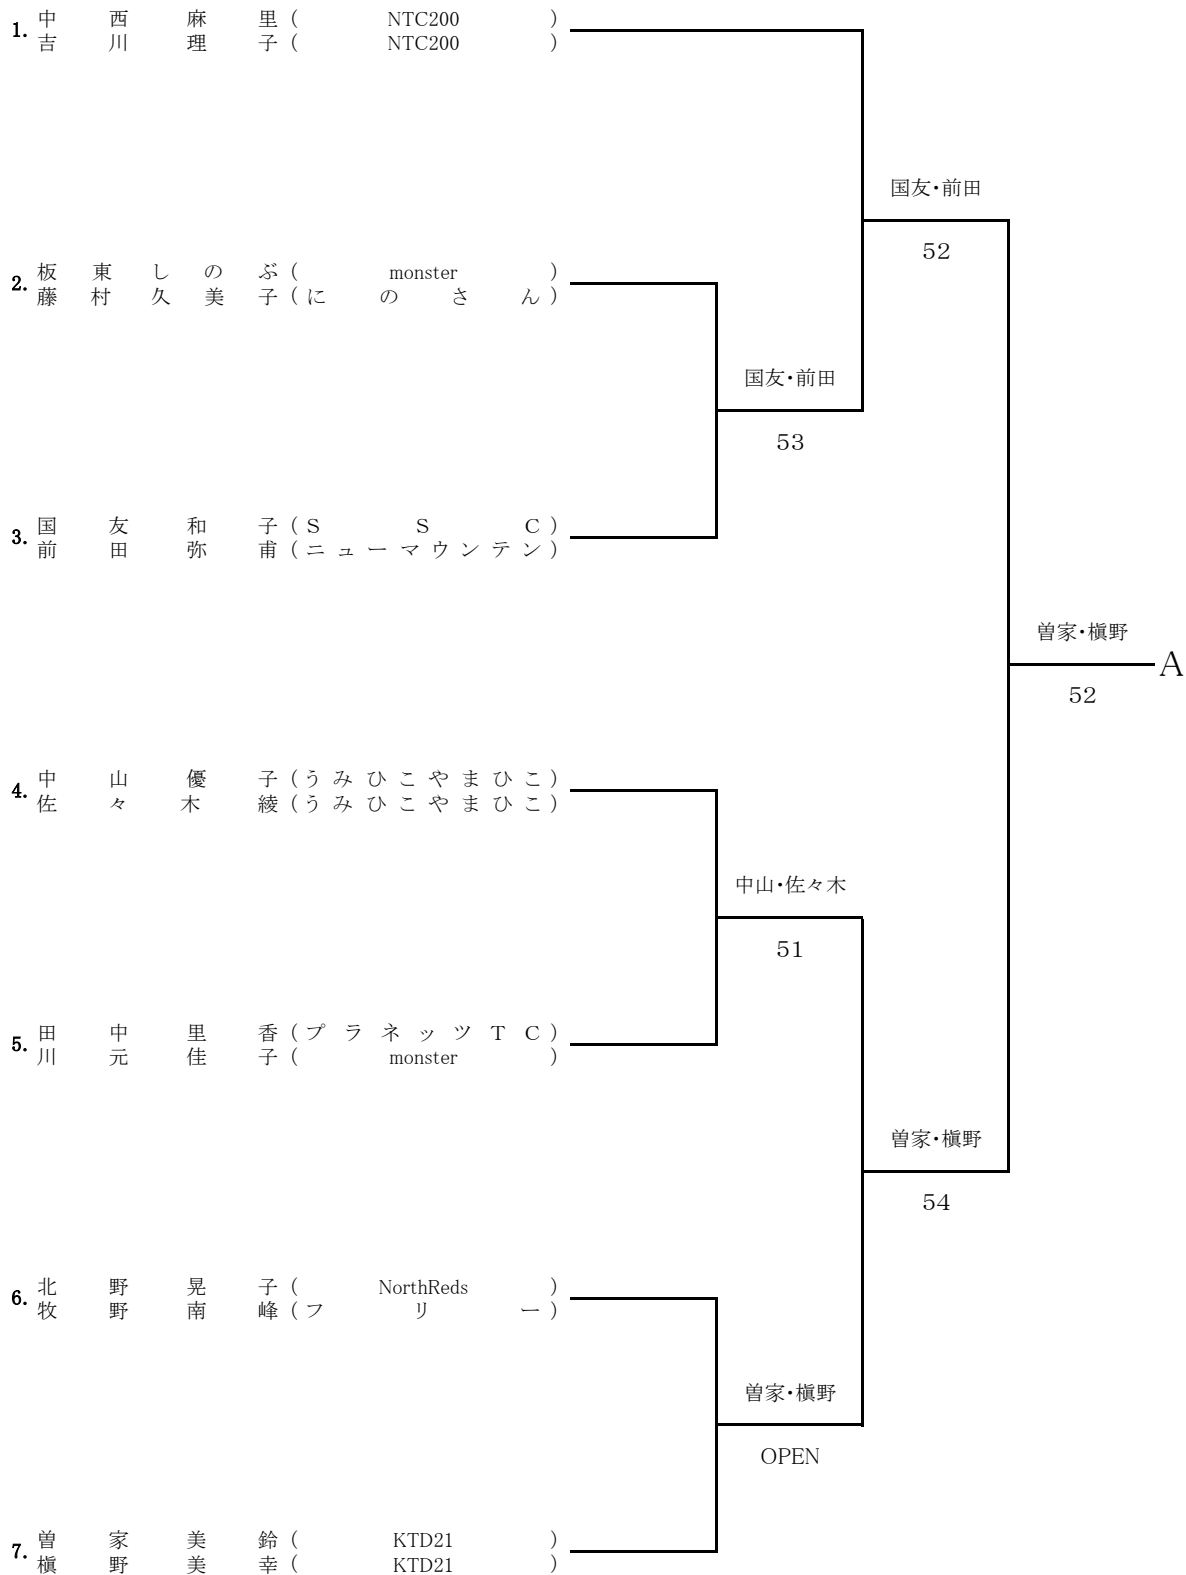 1. 中西麻里(NTC200)
吉川理子(NTC200)
国友・前田
52
2. 板東しのぶ(monster)
藤村久美子(にのさん)
国友・前田
53
3. 国友和子(SSC)
前田弥甫(ニューマウンテン)
曽家・槇野
A
52
4. 中山優子(うみひこやまひこ)
佐々木綾(うみひこやまひこ)
中山・佐々木
51
5. 田中里香(プラネッツTC)
川元佳子(monster)
曽家・槇野
54
6. 北野晃子(NorthReds)
牧野南峰(フリー)
曽家・槇野
OPEN
7. 曽家美鈴(KTD21)
槇野美幸(KTD21)